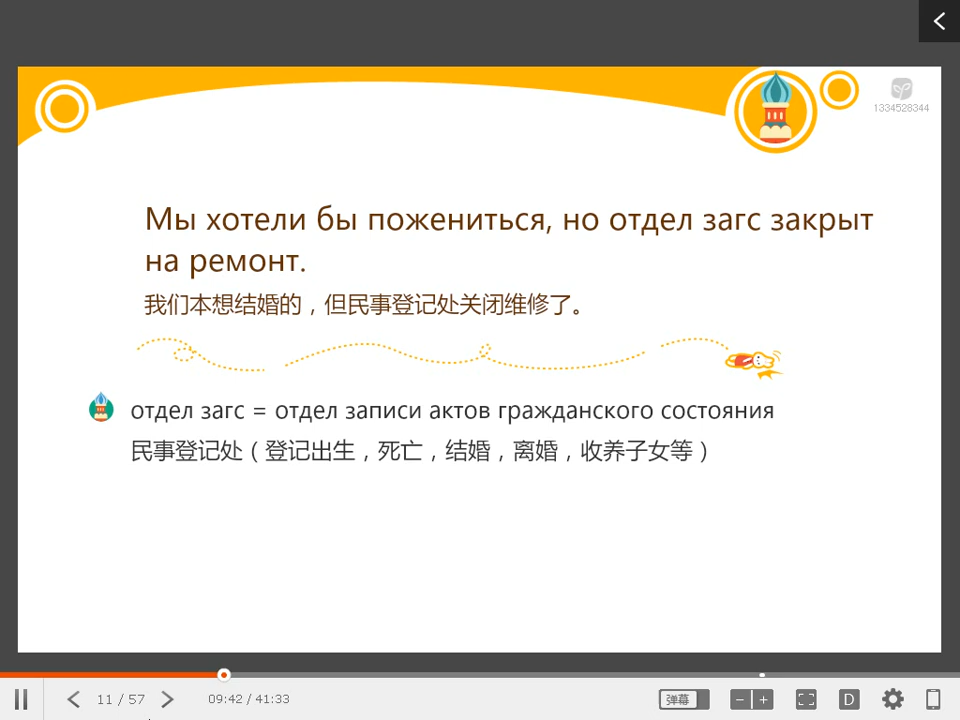 1334528344
Мы хотели бы пожениться, но отдел загс закрыт
на ремонт.
我们本想结婚的，但民事登记处关闭维修了。
отдел загс = отдел записи актов гражданского состояния
民事登记处（登记出生，死亡，结婚，离婚，收养子女等）
11 / 57
09:42 / 41:33
弹幕
D